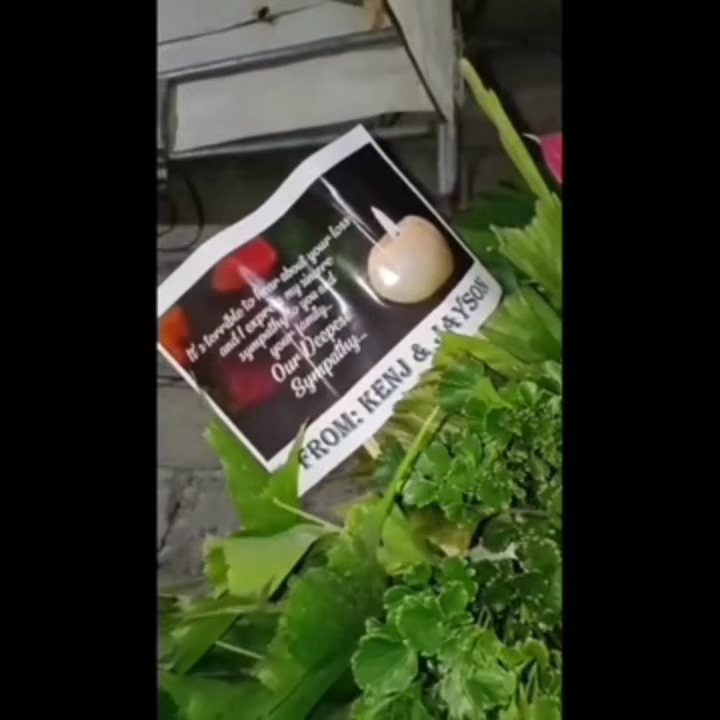 It's terrible to hear about your loss
and I express my sincere
sympathy to you and
your family...
Our Deepest
Sympathy...
FROM: KENJ & JAYSON